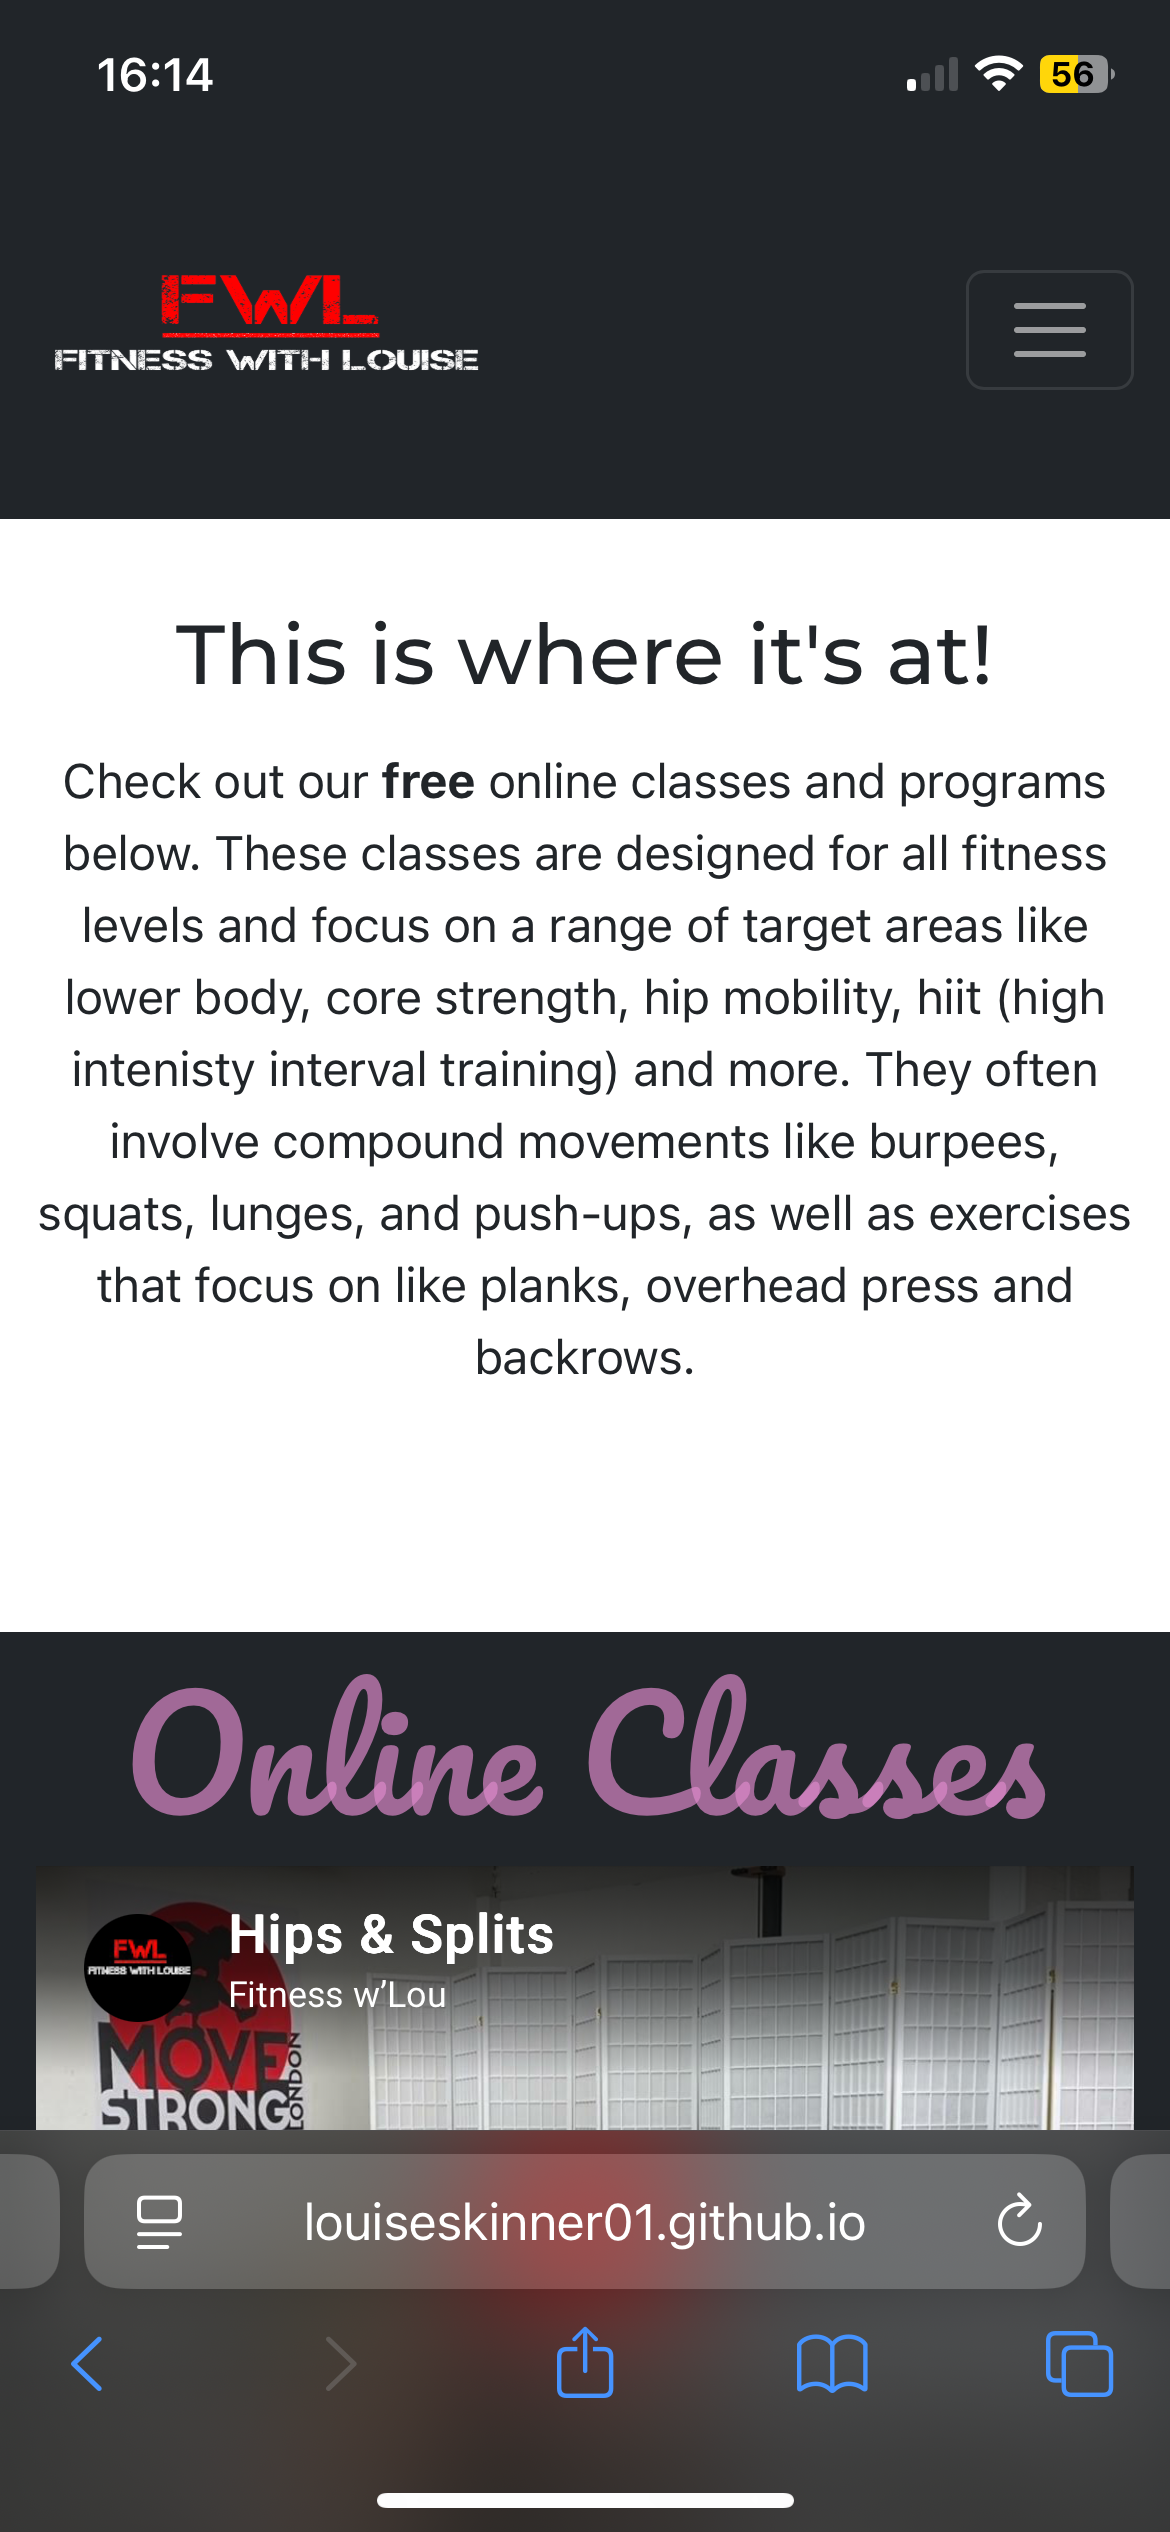 16:14
56
FWL
FITNESS WITH LOUISE
This is where it's at!
Check out our free online classes and programs
below. These classes are designed for all fitness
levels and focus on a range of target areas like
lower body, core strength, hip mobility, hiit (high
intenisty interval training) and more. They often
involve compound movements like burpees,
squats, lunges, and push-ups, as well as exercises
that focus on like planks, overhead press and
backrows.
Online Classes
Hips & Splits
Fitness w’Lou
FWL
FITNESS WITH LOUISE
MOVE
STRONG
LONDON
louiseskinner01.github.io